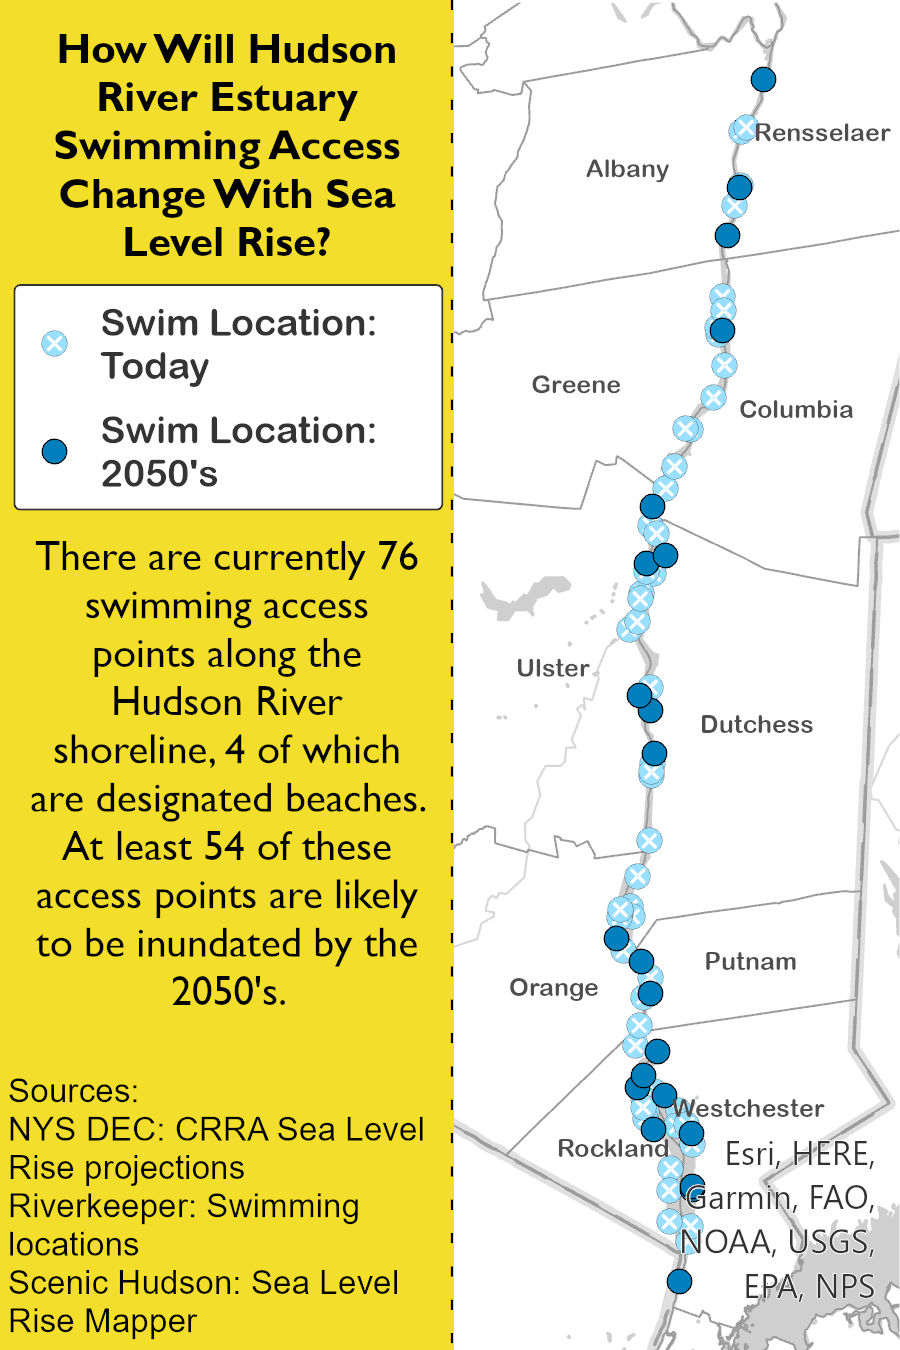 How Will Hudson
River Estuary
Swimming Access
Change With Sea
Level Rise?
Swim Location:
Today
Swim Location:
2050's
There are currently 76
swimming access
points along the
Hudson River
shoreline, 4 of which
are designated beaches.
At least 54 of these
access points are likely
to be inundated by the
2050's.
Sources:
NYS DEC: CRRA Sea Level
Rise projections
Riverkeeper: Swimming
locations
Scenic Hudson: Sea Level
Rise Mapper
Rensselaer
Albany
Greene
Columbia
Ulster
Dutchess
Putnam
Orange
Westchester
Rockland
Esri, HERE,
Garmin, FAO,
NOAA, USGS,
EPA, NPS